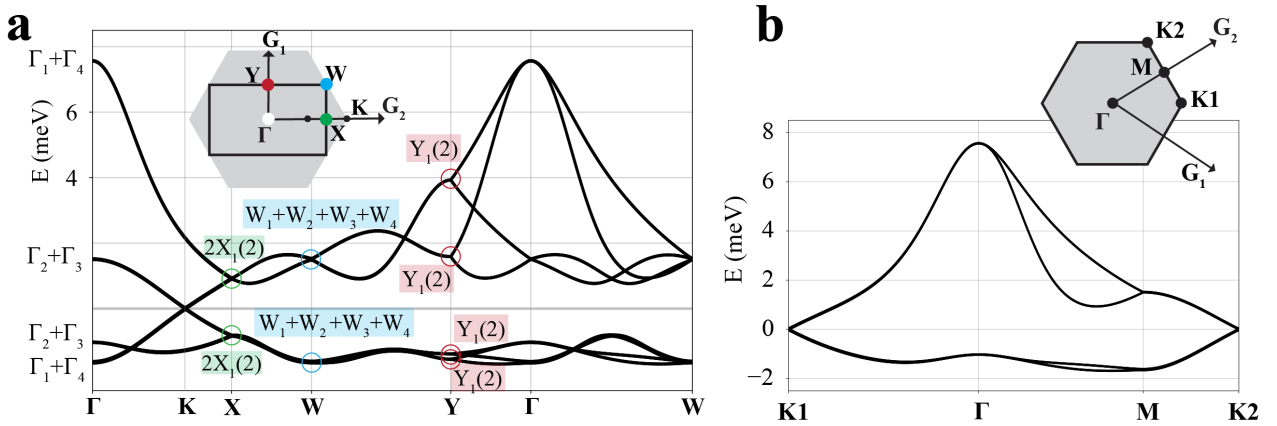 a
E (meV)
Γ₁+Γ₄
6
4
Γ₂+Γ₃
Γ₂+Γ₃
Γ₁+Γ₄
G₁
Y
W
K
G₂
Γ
X
Y₁(2)
W₁+W₂+W₃+W₄
2X₁(2)
Y₁(2)
W₁+W₂+W₃+W₄
Y₁(2)
2X₁(2)
Y₁(2)
Γ K X W Y Γ W
b
K2
G₂
M
K1
Γ
G₁
E (meV)
8
6
4
2
0
−2
K1 Γ M K2